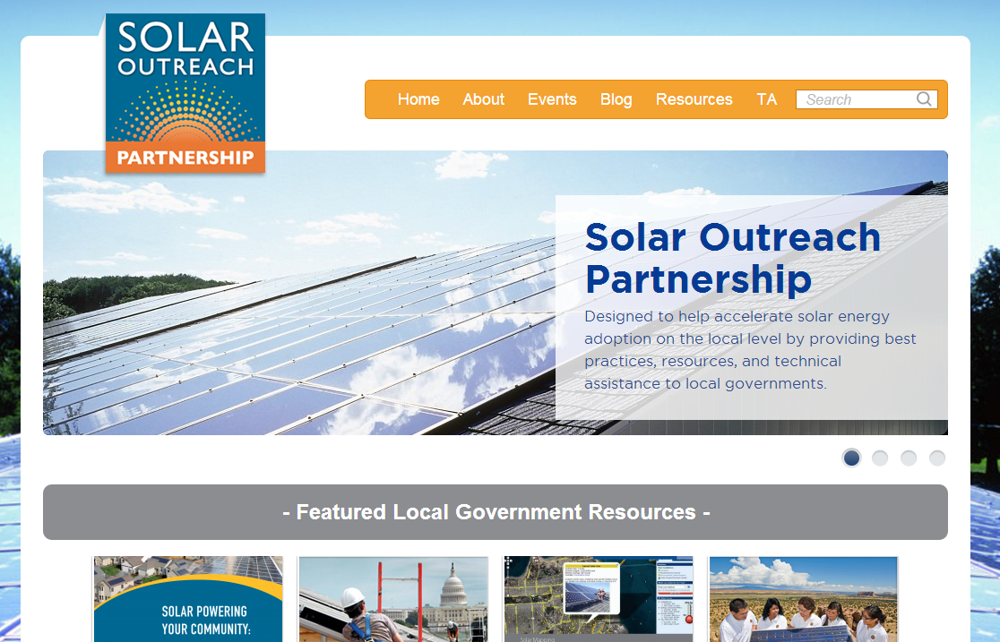 SOLAR
OUTREACH
PARTNERSHIP
Home About Events Blog Resources TA Search
Solar Outreach
Partnership
Designed to help accelerate solar energy
adoption on the local level by providing best
practices, resources, and technical
assistance to local governments.
- Featured Local Government Resources -
SOLAR POWERING
YOUR COMMUNITY:
Solar Mapping